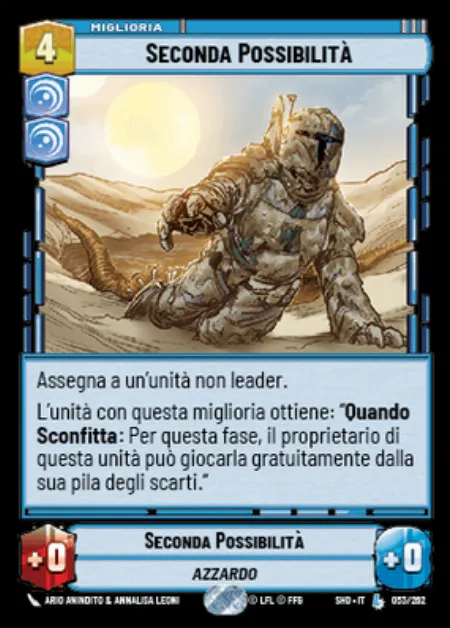 MIGLIORIA
4
SECONDA POSSIBILITÀ
Assegna a un'unità non leader.
L'unità con questa miglioria ottiene: "Quando
Sconfitta: Per questa fase, il proprietario di
questa unità può giocarla gratuitamente dalla
sua pila degli scarti."
+0
SECONDA POSSIBILITÀ
+0
AZZARDO
ARIO ANINDITO & ANNALISA LEONI
© LFL © FFG
SHD • IT
L
053/262